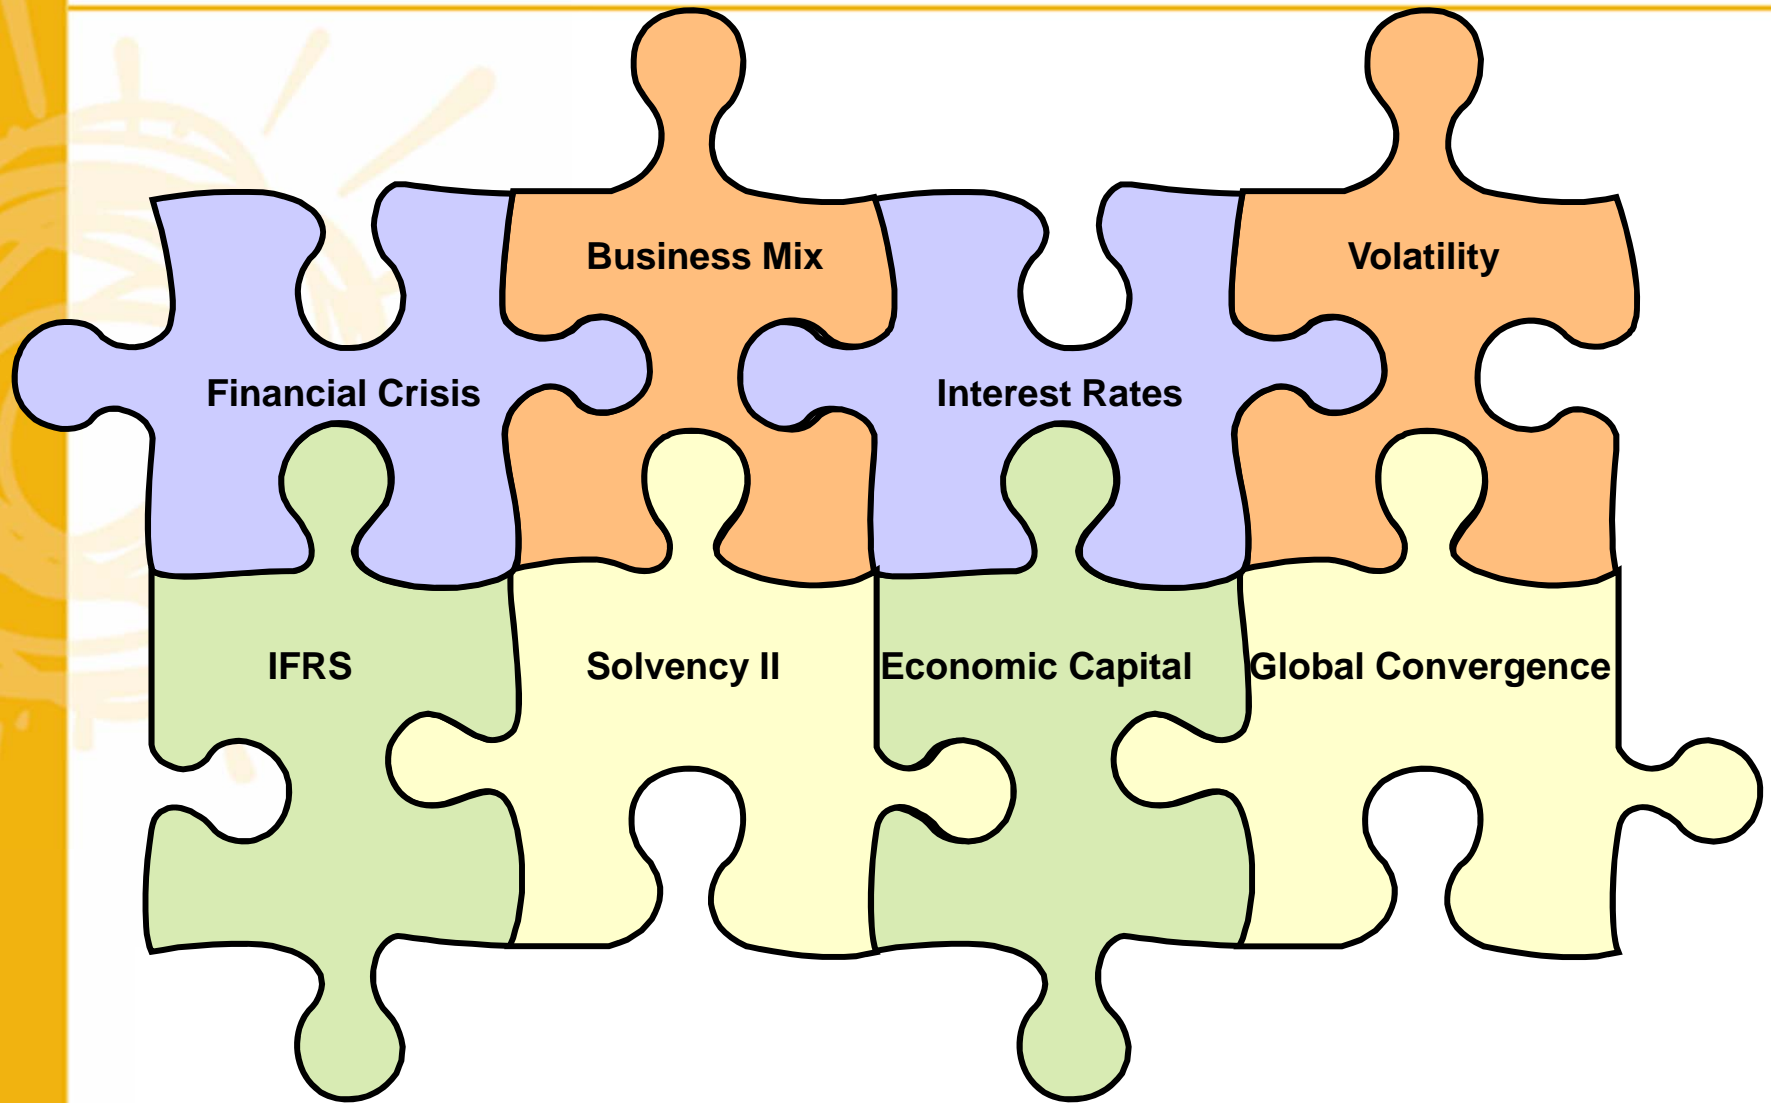 Business Mix
Volatility
Financial Crisis
Interest Rates
IFRS
Solvency II
Economic Capital
Global Convergence